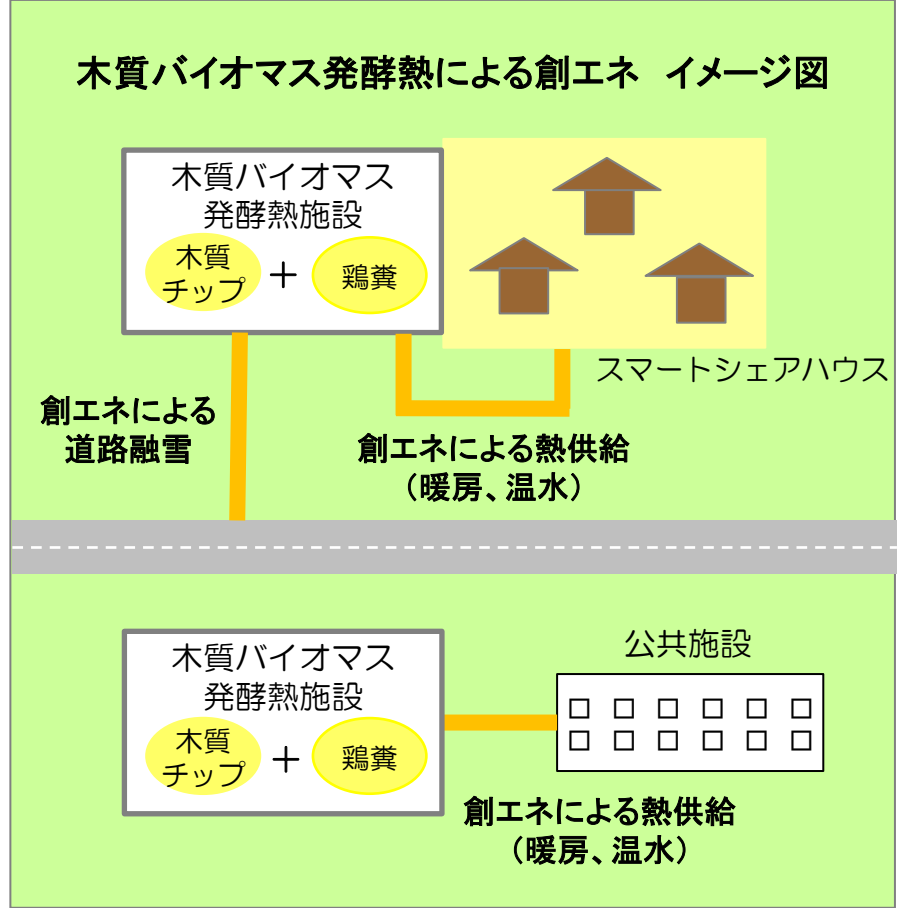 木質バイオマス発酵熱による創エネ　イメージ図
木質バイオマス
発酵熱施設
木質
チップ
＋
鶏糞
スマートシェアハウス
創エネによる
道路融雪
創エネによる熱供給
（暖房、温水）
公共施設
木質バイオマス
発酵熱施設
木質
チップ
＋
鶏糞
創エネによる熱供給
（暖房、温水）